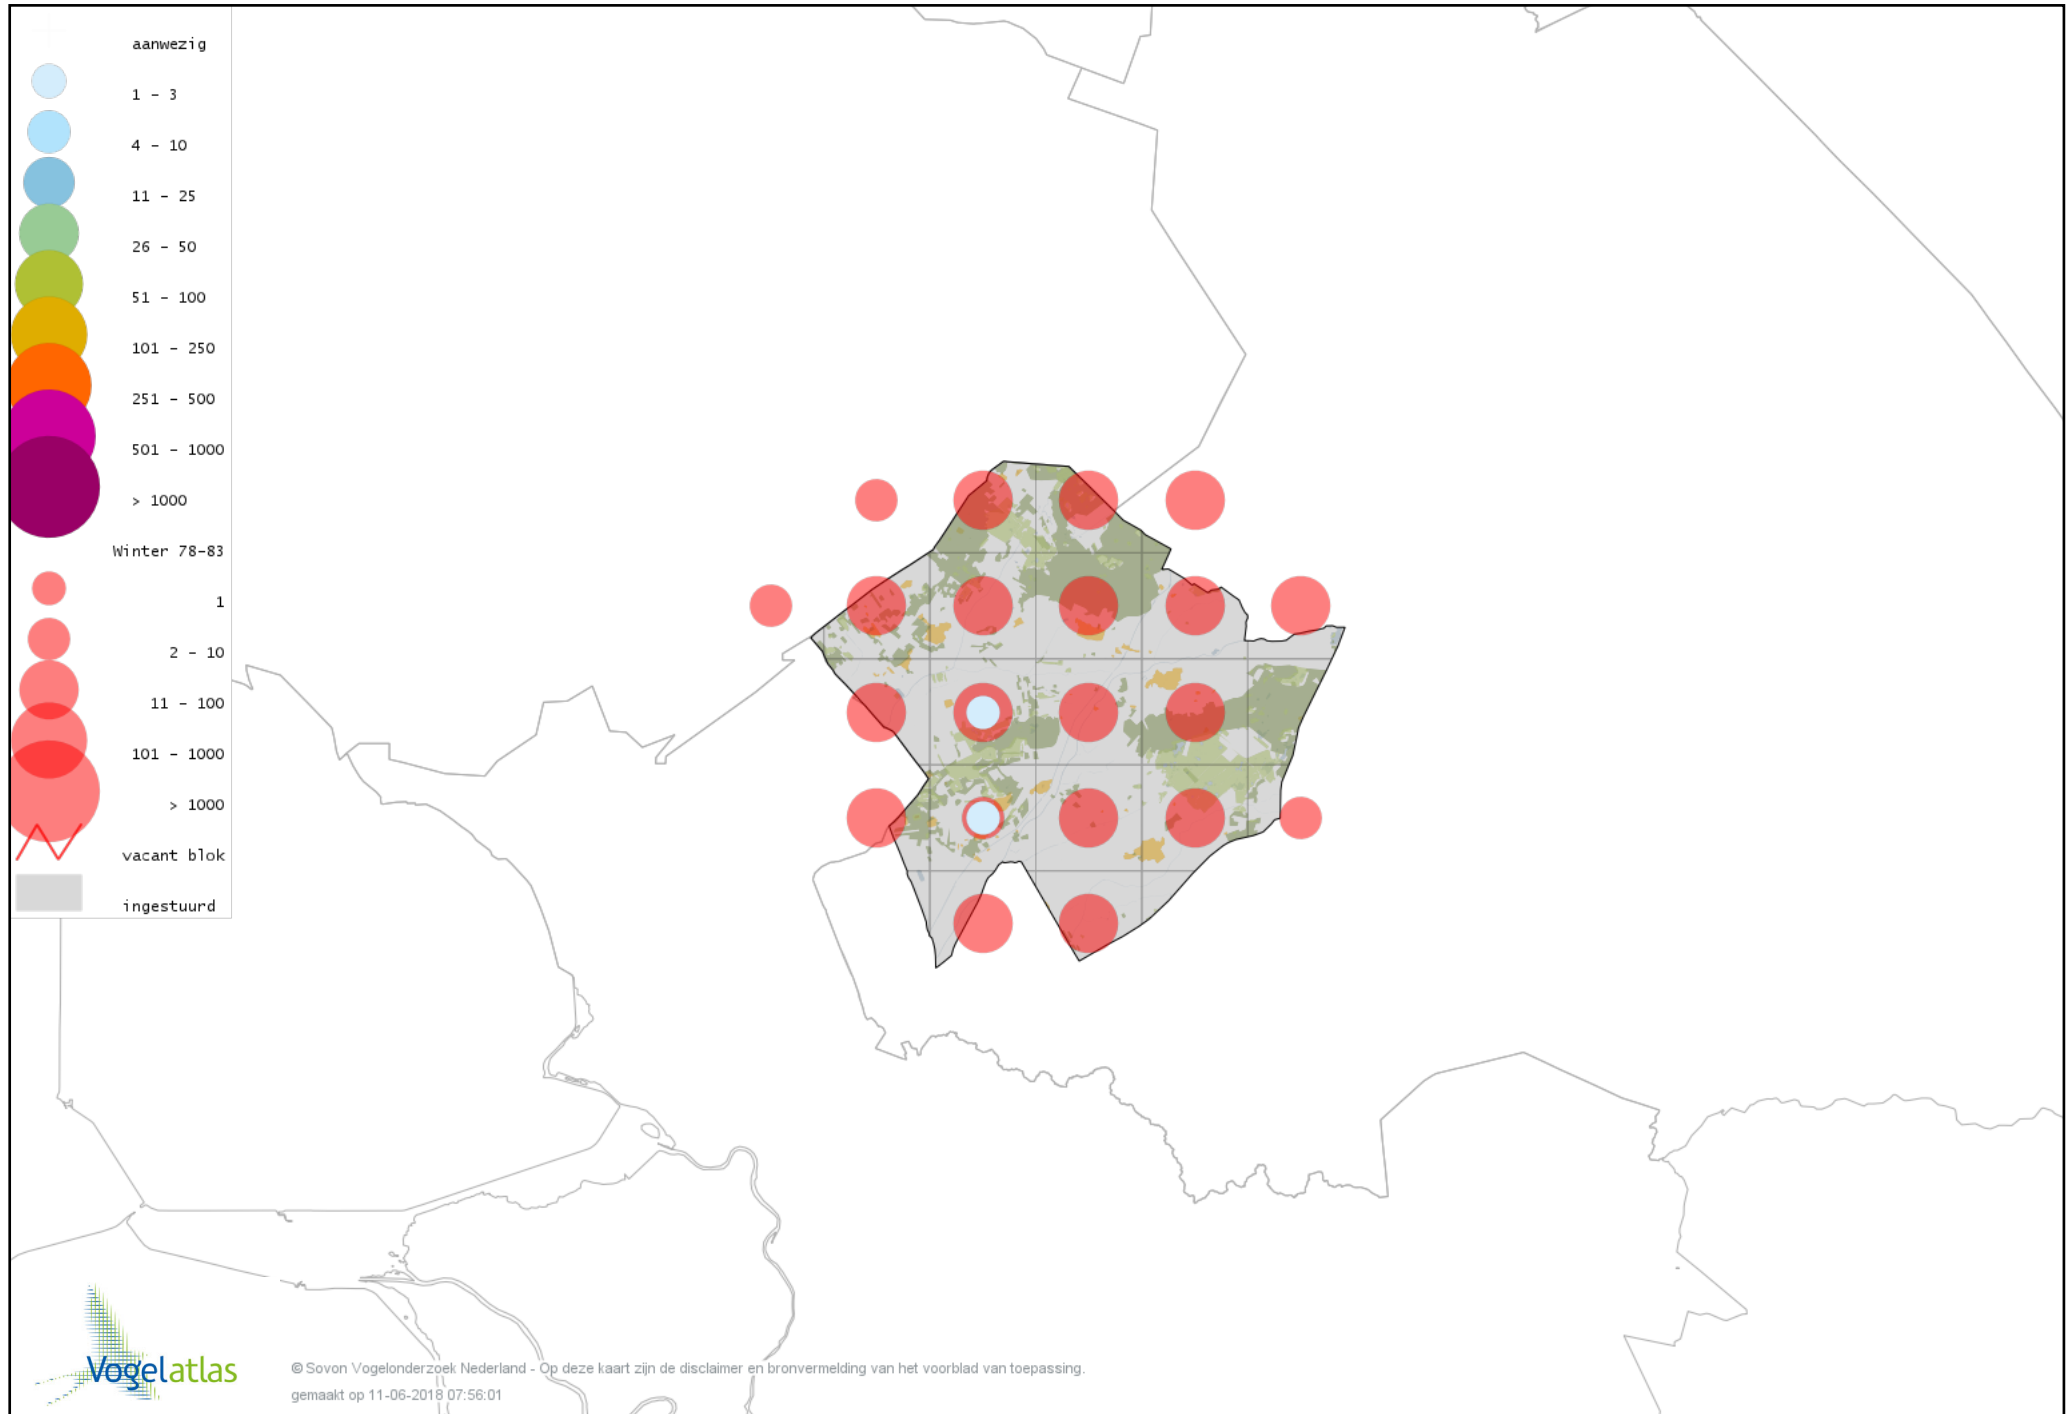 aanwezig
1 - 3
4 - 10
11 - 25
26 - 50
51 - 100
101 - 250
251 - 500
501 - 1000
> 1000
Winter 78-83
1
2 - 10
11 - 100
101 - 1000
> 1000
vacant blok
ingestuurd
Vogelatlas
© Sovon Vogelonderzoek Nederland - Op deze kaart zijn de disclaimer en bronvermelding van het voorblad van toepassing.
gemaakt op 11-06-2018 07:56:01